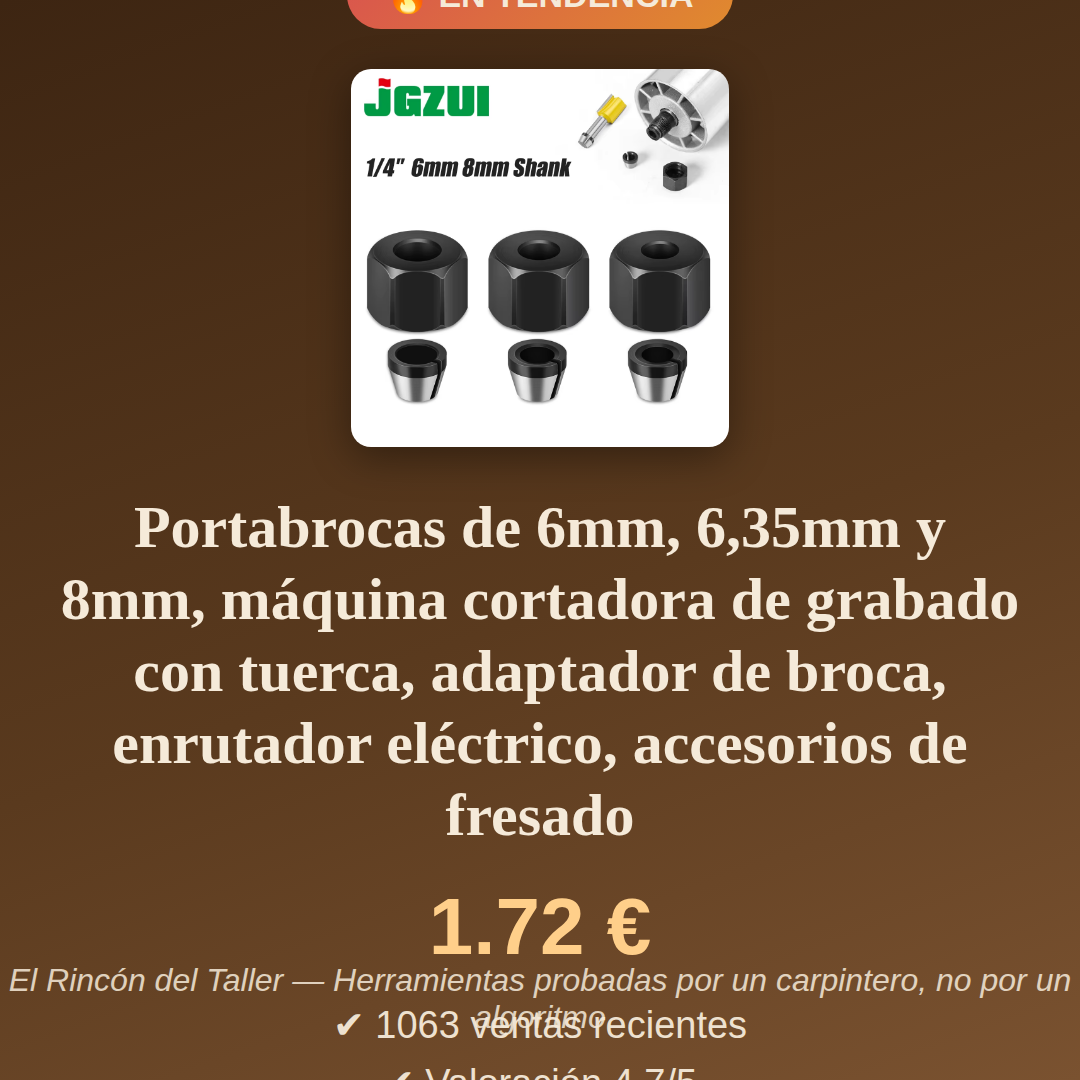 🔥 EN TENDENCIA
JGZUI
1/4" 6mm 8mm Shank
Portabrocas de 6mm, 6,35mm y
8mm, máquina cortadora de grabado
con tuerca, adaptador de broca,
enrutador eléctrico, accesorios de
fresado
1.72 €
El Rincón del Taller — Herramientas probadas por un carpintero, no por un
algoritmo
✔ 1063 ventas recientes
✔ Valoración 4.7/5